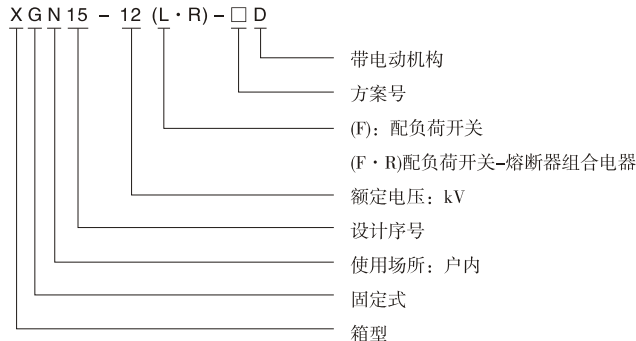 XGN15-12(L·R)-□D
带电动机构
方案号
(F)：配负荷开关
(F·R)配负荷开关-熔断器组合电器
额定电压：kV
设计序号
使用场所：户内
固定式
箱型